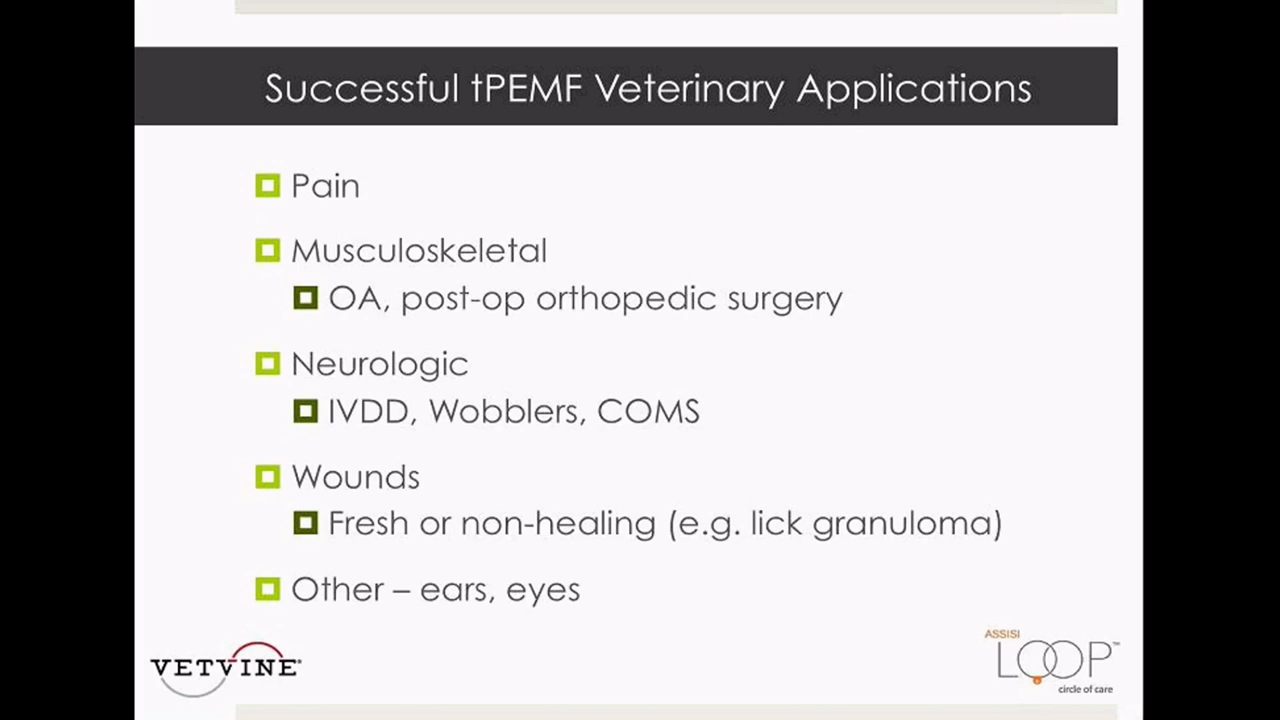 Successful tPEMF Veterinary Applications
Pain
Musculoskeletal
OA, post-op orthopedic surgery
Neurologic
IVDD, Wobblers, COMS
Wounds
Fresh or non-healing (e.g. lick granuloma)
Other – ears, eyes
VETVINE®
ASSISI
LOOP™
circle of care